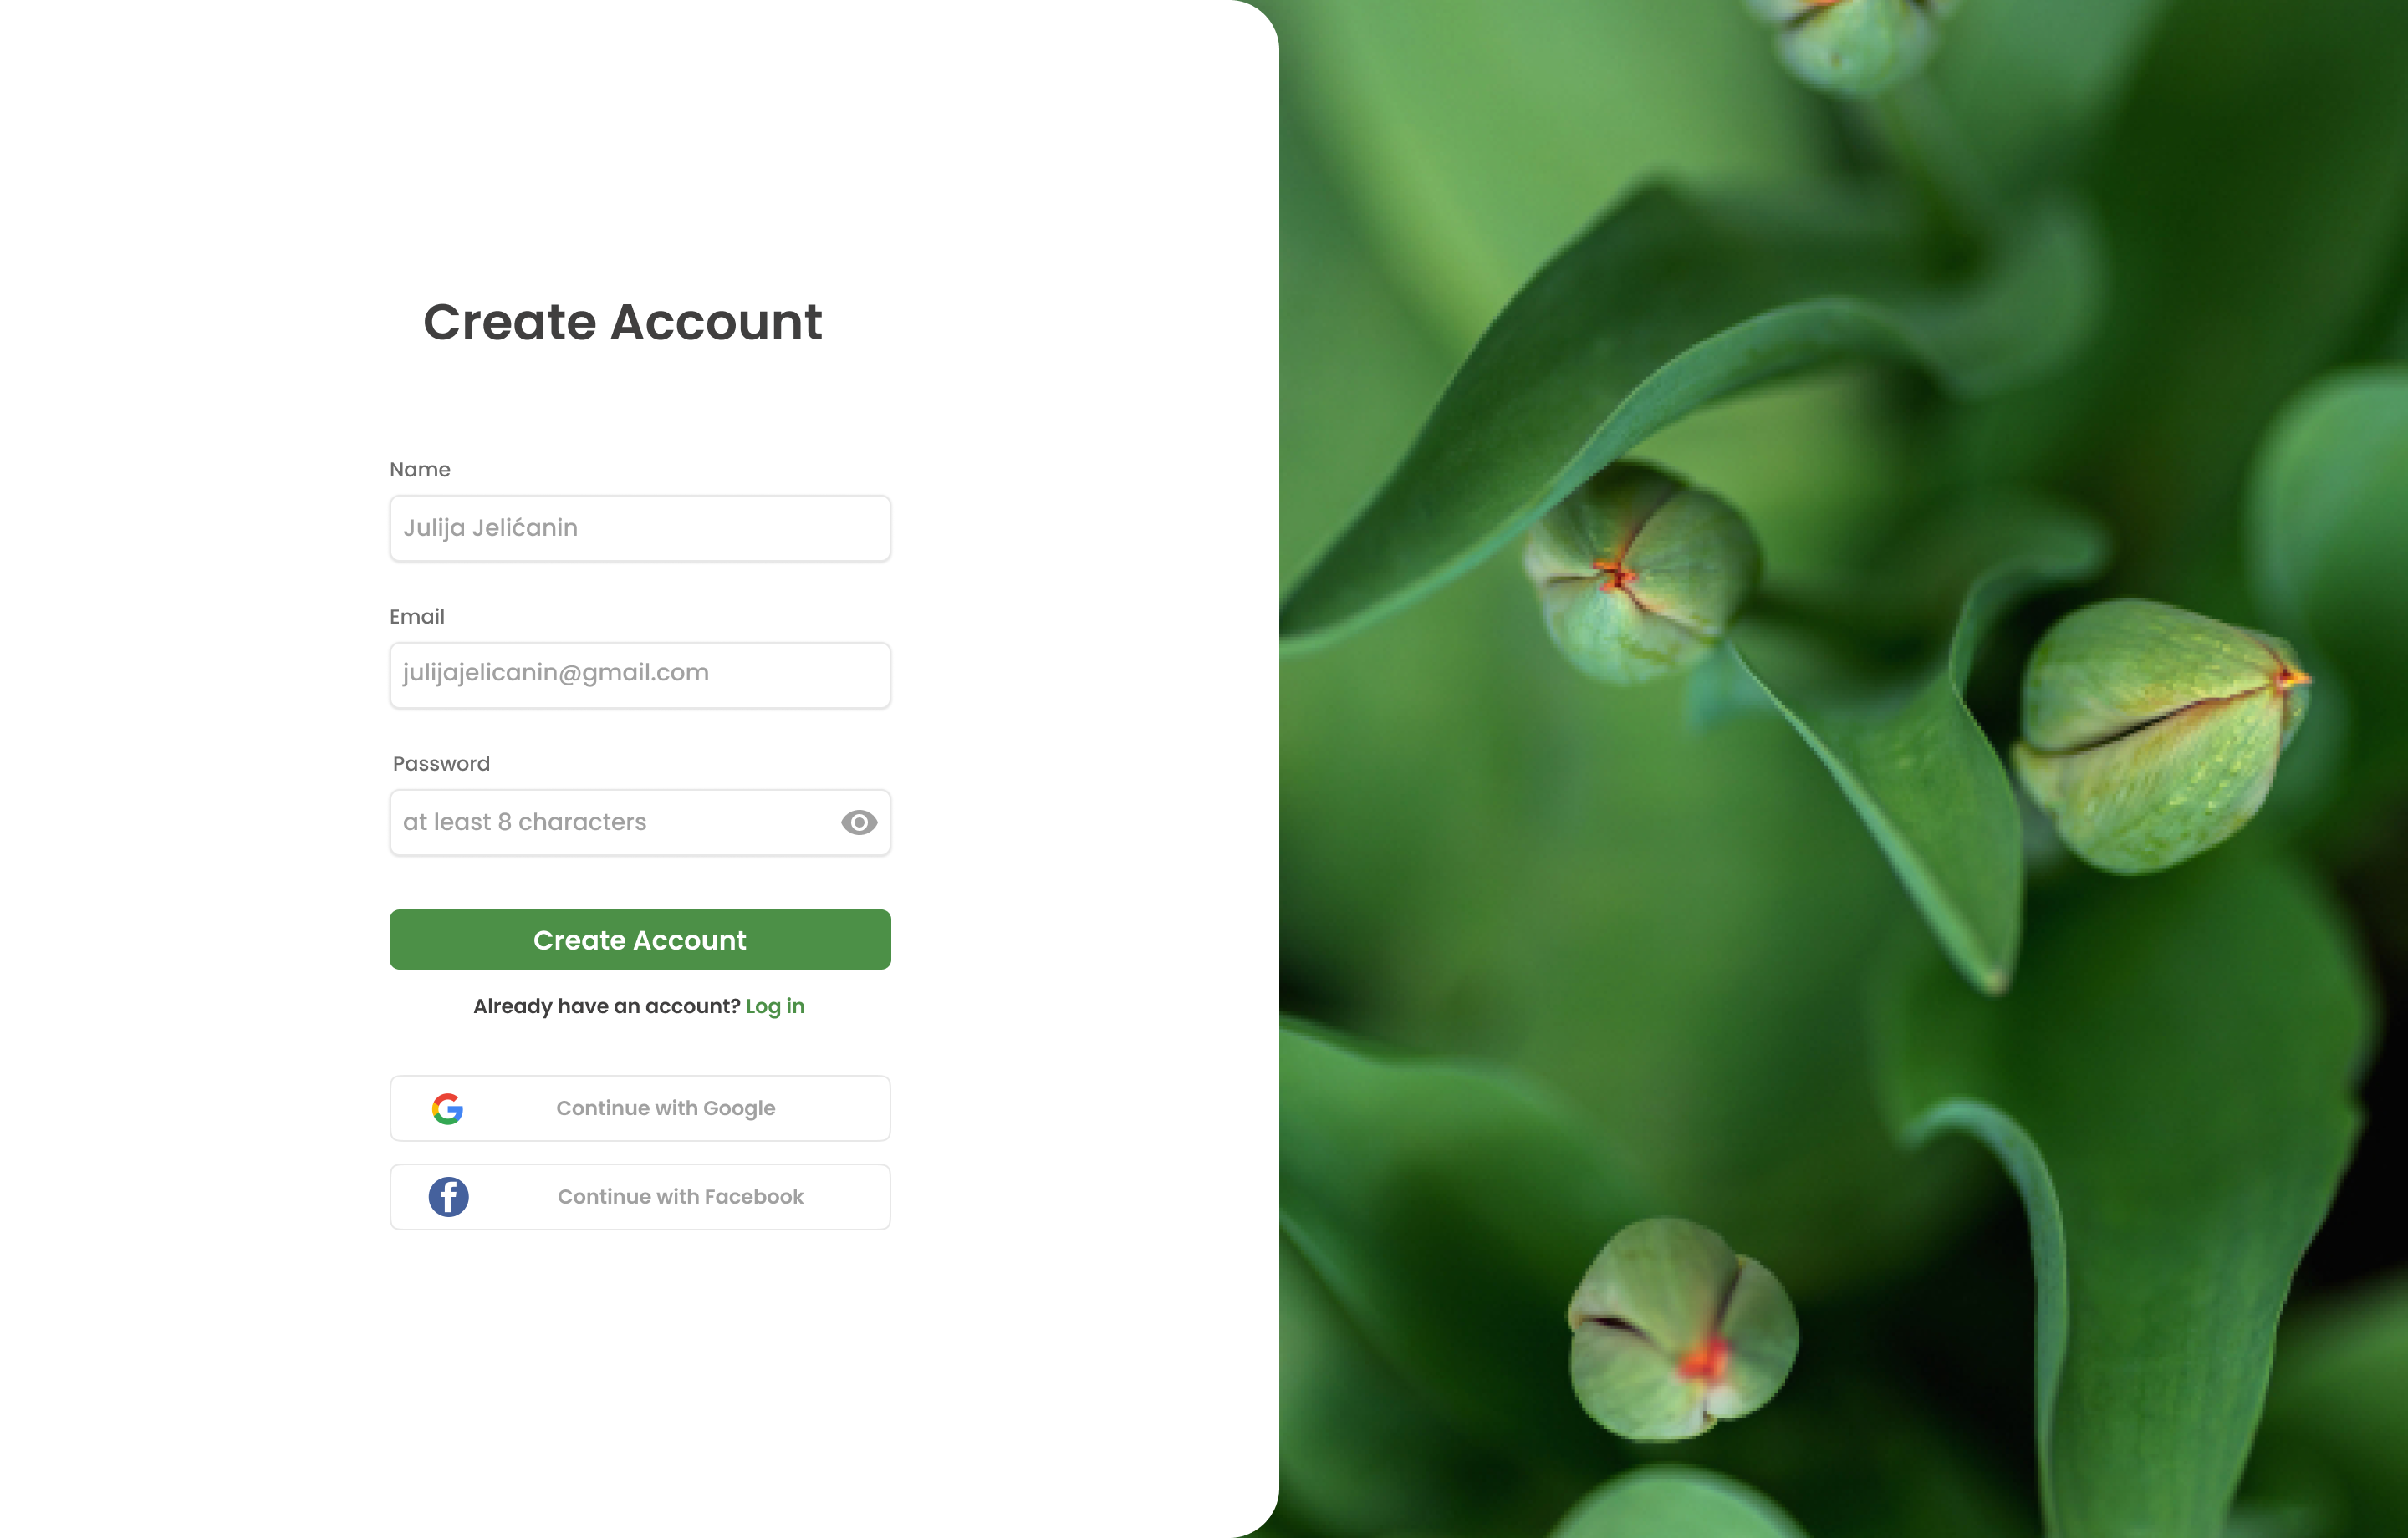 Create Account
Name
Julija Jelićanin
Email
julijajelicanin@gmail.com
Password
at least 8 characters
Create Account
Already have an account? Log in
Continue with Google
Continue with Facebook